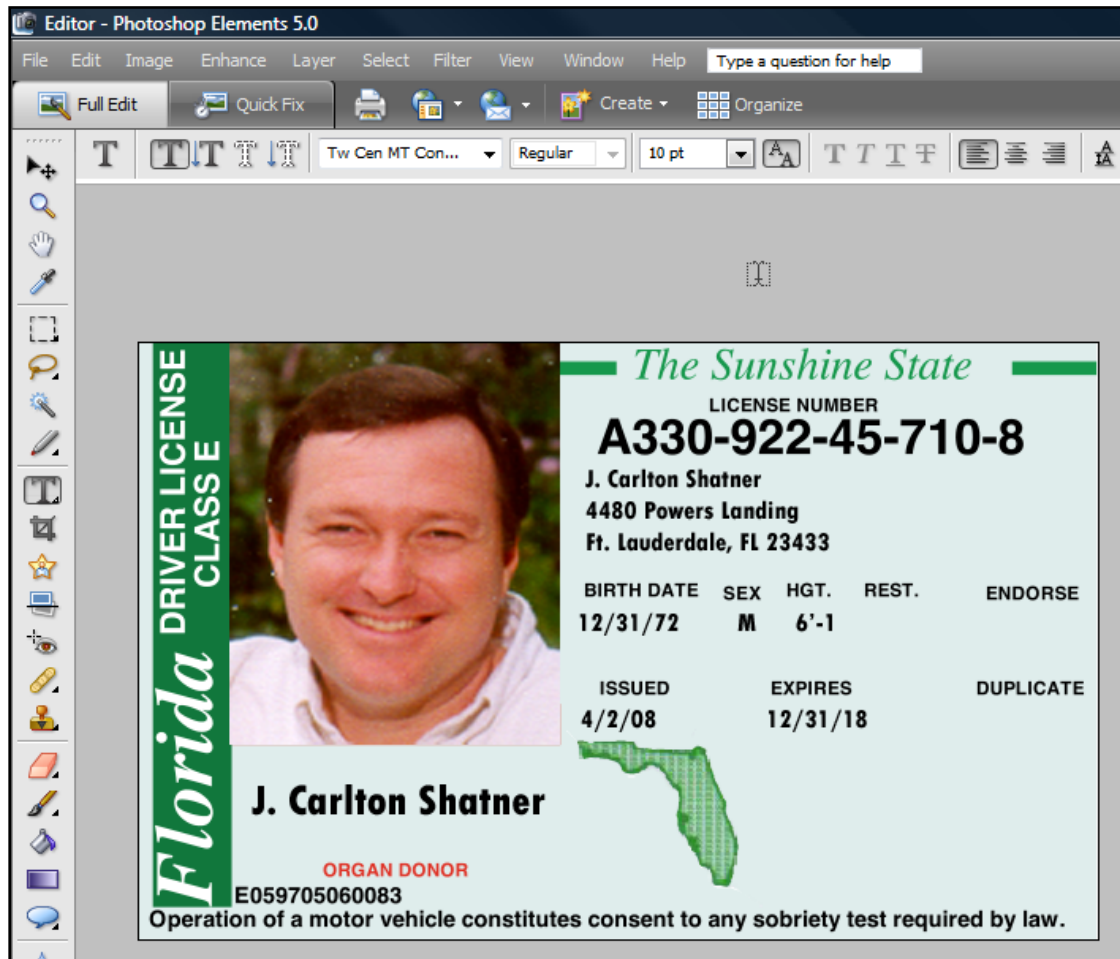 Editor - Photoshop Elements 5.0
File Edit Image Enhance Layer Select Filter View Window Help Type a question for help
Full Edit Quick Fix Create Organize
T T T T T Tw Cen MT Con... Regular 10 pt AA T T T T
The Sunshine State
LICENSE NUMBER
A330-922-45-710-8
J. Carlton Shatner
4480 Powers Landing
Ft. Lauderdale, FL 23433
BIRTH DATE SEX HGT. REST. ENDORSE
12/31/72 M 6'-1
ISSUED EXPIRES DUPLICATE
4/2/08 12/31/18
Florida DRIVER LICENSE
CLASS E
J. Carlton Shatner
ORGAN DONOR
E059705060083
Operation of a motor vehicle constitutes consent to any sobriety test required by law.